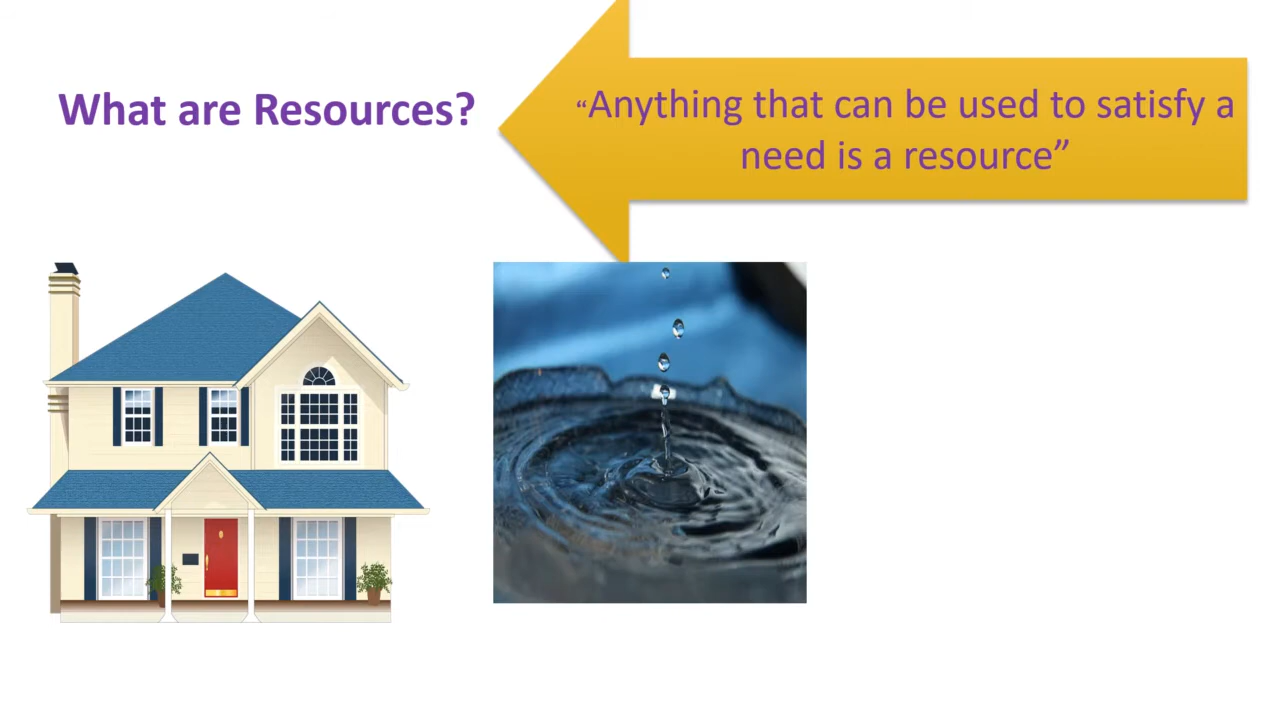 What are Resources?
“Anything that can be used to satisfy a
need is a resource”